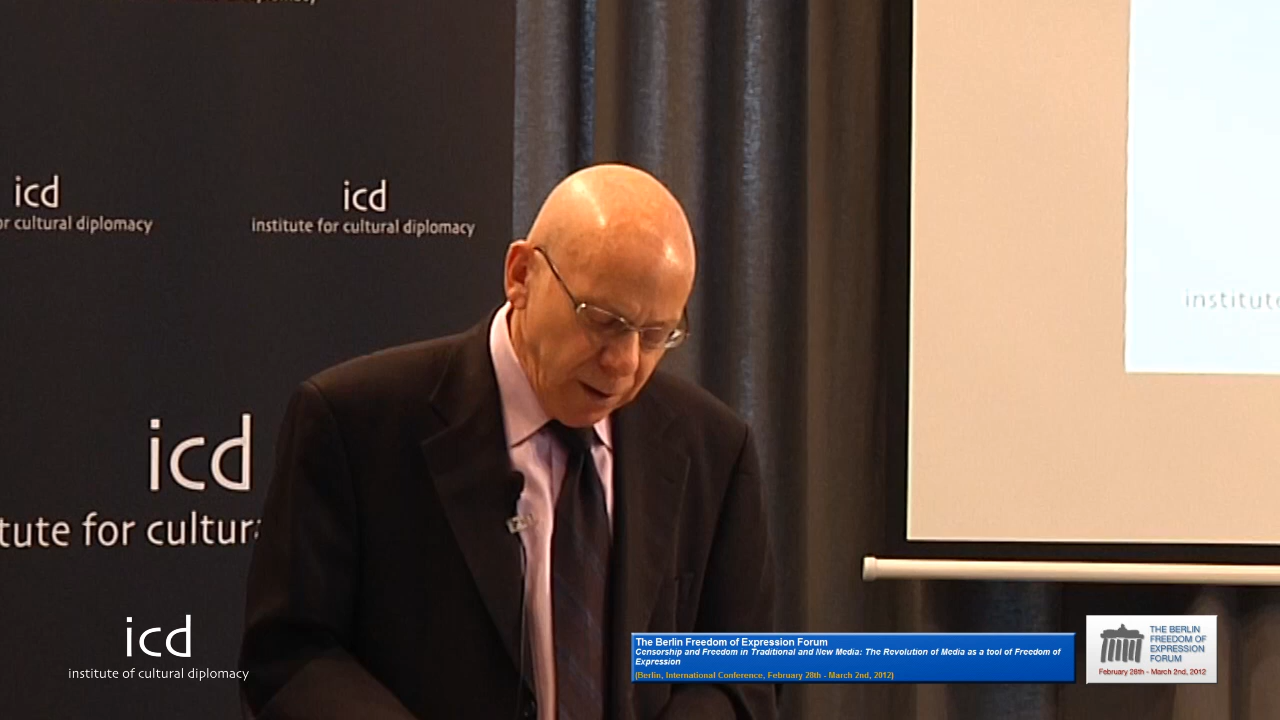 icd
or cultural diplomacy
icd
institute for cultural diplomacy
institute
icd
tute for cultura
icd
institute of cultural diplomacy
The Berlin Freedom of Expression Forum
Censorship and Freedom in Traditional and New Media: The Revolution of Media as a tool of Freedom of
Expression
(Berlin, International Conference, February 28th - March 2nd, 2012)
THE BERLIN
FREEDOM OF
EXPRESSION
FORUM
February 28th - March 2nd, 2012